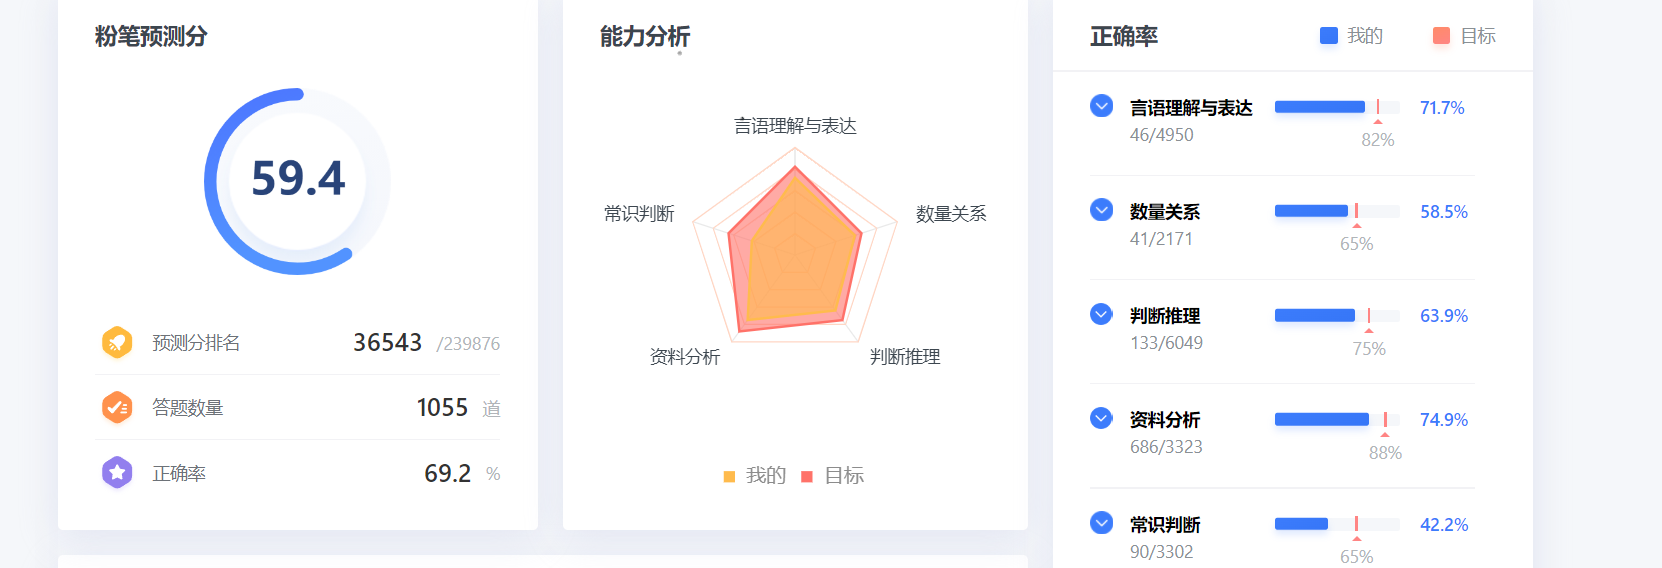 粉笔预测分
59.4
预测分排名 36543 /239876
答题数量 1055 道
正确率 69.2 %
能力分析
言语理解与表达
常识判断
数量关系
资料分析
判断推理
我的 目标
正确率 我的 目标
言语理解与表达 71.7%
46/4950 82%
数量关系 58.5%
41/2171 65%
判断推理 63.9%
133/6049 75%
资料分析 74.9%
686/3323 88%
常识判断 42.2%
90/3302 65%